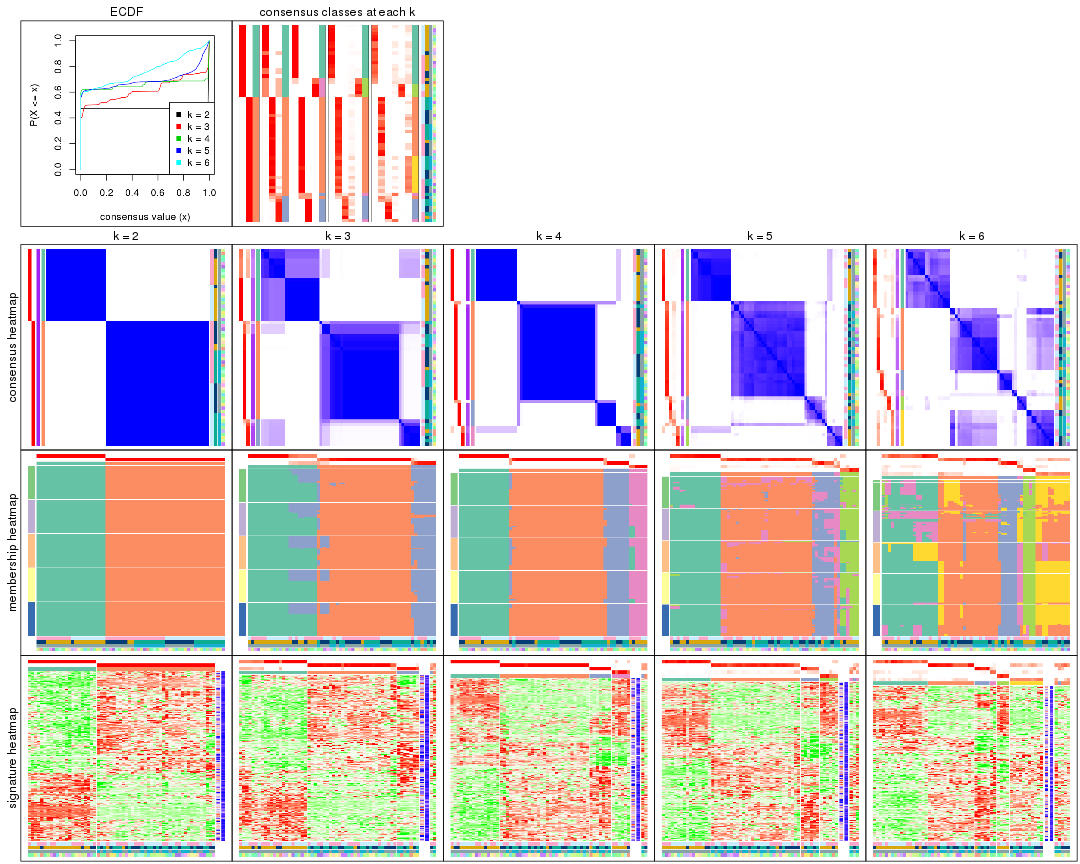 ECDF
consensus classes at each k
P(X <= x)
0.0 0.2 0.4 0.6 0.8 1.0
k = 2
k = 3
k = 4
k = 5
k = 6
0.0 0.2 0.4 0.6 0.8 1.0
consensus value (x)
k = 2
k = 3
k = 4
k = 5
k = 6
consensus heatmap
membership heatmap
signature heatmap